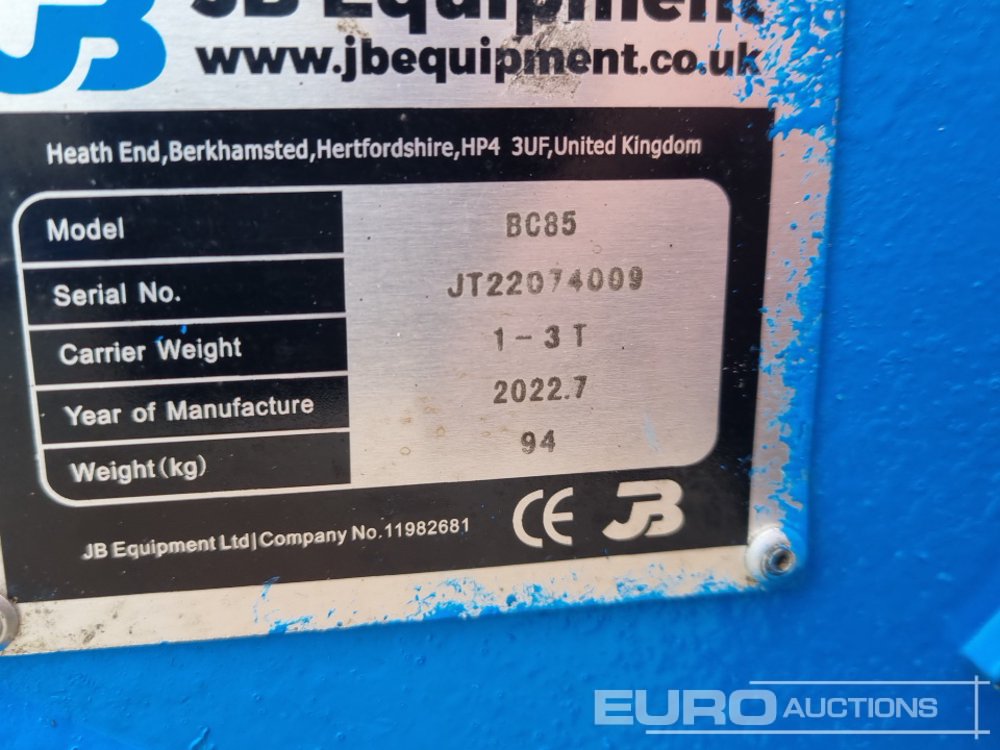 JB Equipment
www.jbequipment.co.uk
Heath End,Berkhamsted,Hertfordshire,HP4 3UF,United Kingdom
Model BC85
Serial No. JT22074009
Carrier Weight 1-3T
Year of Manufacture 2022.7
Weight(kg) 94
JB Equipment Ltd|Company No.11982681
CE JB
EURO AUCTIONS